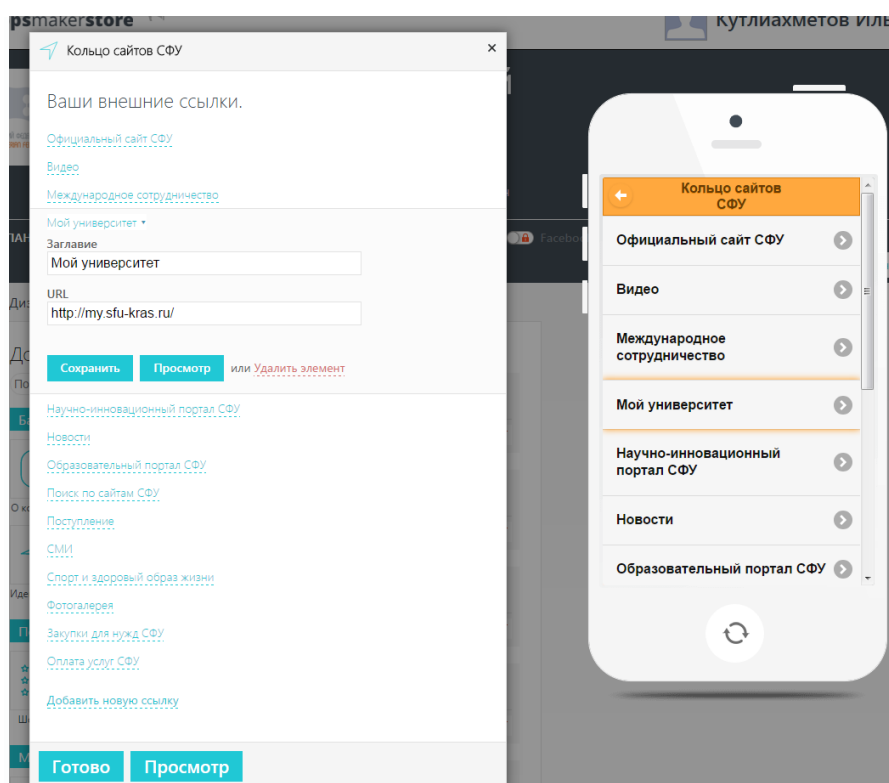 psmakerstore
Кутлиахметов Иль
Кольцо сайтов СФУ
×
Ваши внешние ссылки.
Официальный сайт СФУ
Видео
Международное сотрудничество
Мой университет
Заглавие
Мой университет
URL
http://my.sfu-kras.ru/
Сохранить Просмотр или Удалить элемент
Научно-инновационный портал СФУ
Новости
Образовательный портал СФУ
Поиск по сайтам СФУ
Поступление
СМИ
Спорт и здоровый образ жизни
Фотогалерея
Закупки для нужд СФУ
Оплата услуг СФУ
Добавить новую ссылку
Готово Просмотр
Facebo
Кольцо сайтов
СФУ
Официальный сайт СФУ
Видео
Международное
сотрудничество
Мой университет
Научно-инновационный
портал СФУ
Новости
Образовательный портал СФУ